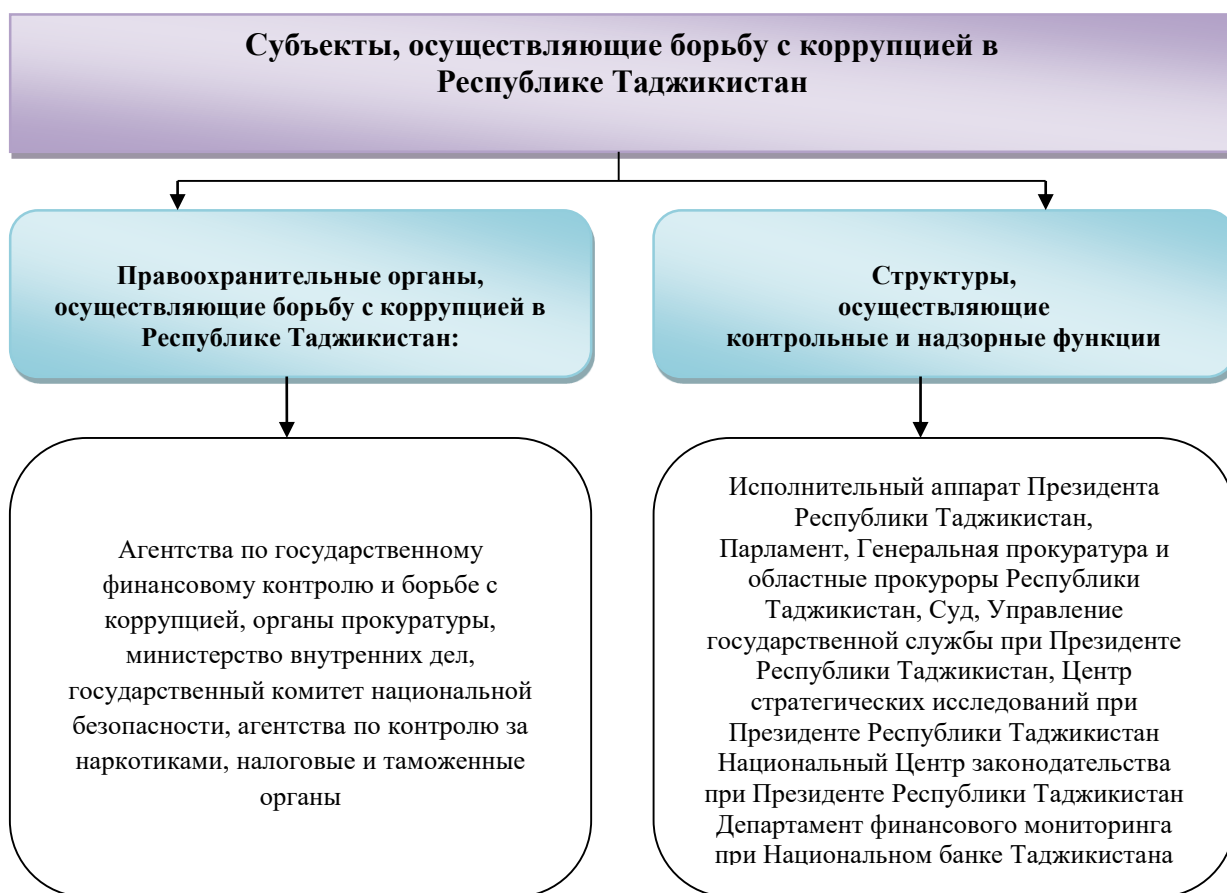 Субъекты, осуществляющие борьбу с коррупцией в
Республике Таджикистан
Правоохранительные органы,
осуществляющие борьбу с коррупцией в
Республике Таджикистан:
Структуры,
осуществляющие
контрольные и надзорные функции
Агентства по государственному
финансовому контролю и борьбе с
коррупцией, органы прокуратуры,
министерство внутренних дел,
государственный комитет национальной
безопасности, агентства по контролю за
наркотиками, налоговые и таможенные
органы
Исполнительный аппарат Президента
Республики Таджикистан,
Парламент, Генеральная прокуратура и
областные прокуроры Республики
Таджикистан, Суд, Управление
государственной службы при Президенте
Республики Таджикистан, Центр
стратегических исследований при
Президенте Республики Таджикистан
Национальный Центр законодательства
при Президенте Республики Таджикистан
Департамент финансового мониторинга
при Национальном банке Таджикистана